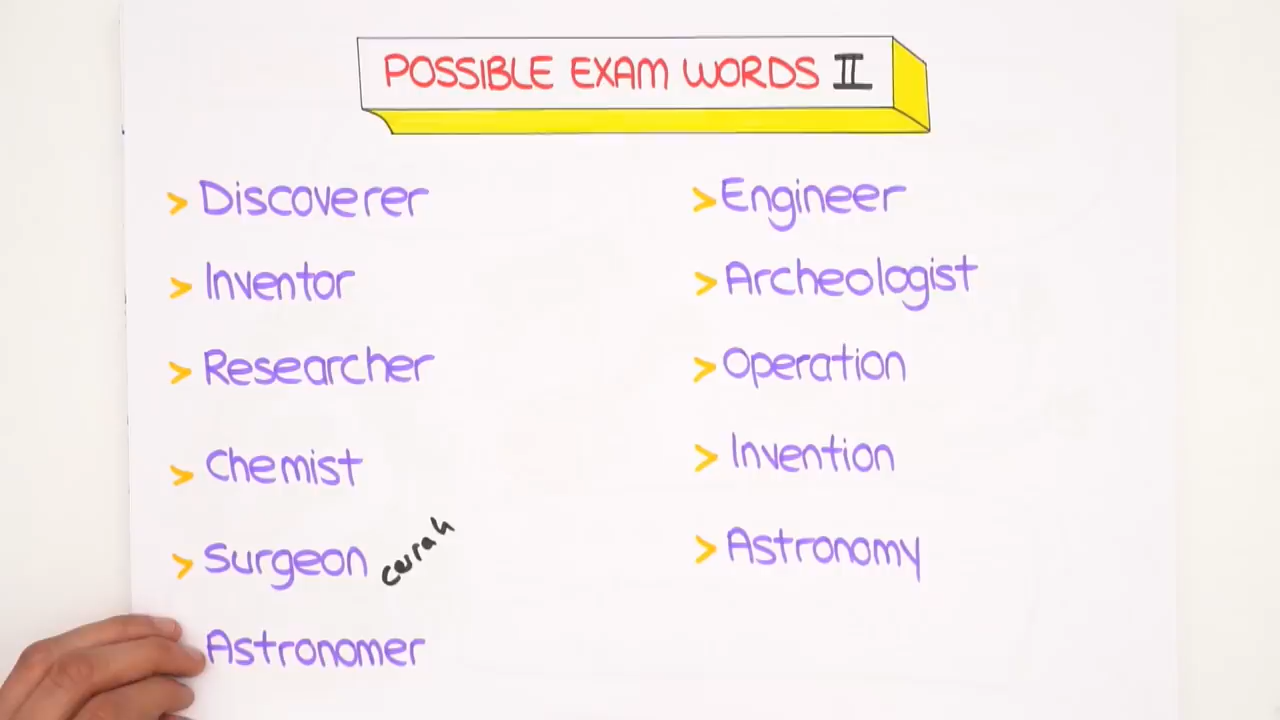 POSSIBLE EXAM WORDS II
> Discoverer
> Inventor
> Researcher
> Chemist
> Surgeon cerrah
Astronomer
> Engineer
> Archeologist
> Operation
> Invention
> Astronomy